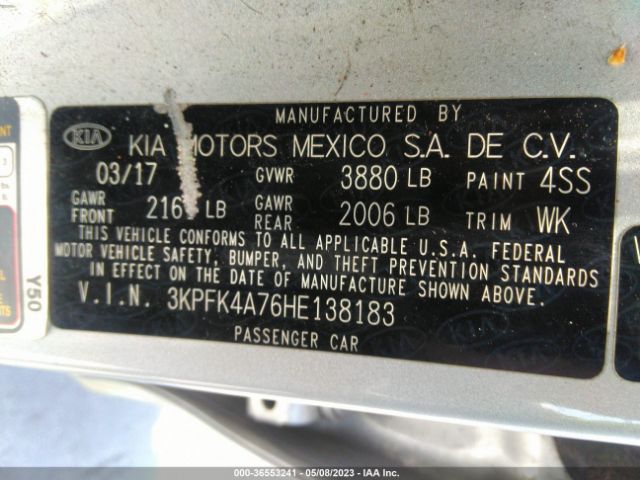 MANUFACTURED BY
KIA MOTORS MEXICO S.A. DE C.V.
03/17 GVWR 3880 LB PAINT 4SS
GAWR FRONT LB GAWR REAR 2006 LB TRIM WK
THIS VEHICLE CONFORMS TO ALL APPLICABLE U.S.A. FEDERAL
MOTOR VEHICLE SAFETY, BUMPER, AND THEFT PREVENTION STANDARDS
IN EFFECT ON THE DATE OF MANUFACTURE SHOWN ABOVE.
V.I.N. 3KPFK4A76HE138183
PASSENGER CAR
KIA
Y50
000-36553241 - 05/08/2023 - IAA Inc.